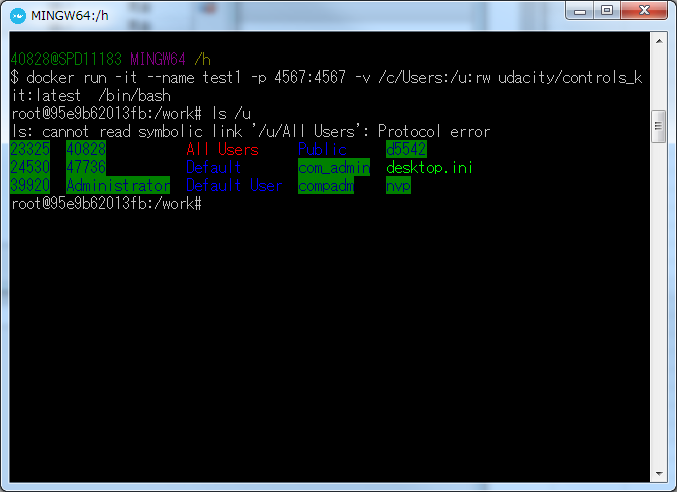 MINGW64:/h
40828@SPD11183 MINGW64 /h
$ docker run -it --name test1 -p 4567:4567 -v /c/Users:/u:rw udacity/controls_k
it:latest  /bin/bash
root@95e9b62013fb:/work# ls /u
ls: cannot read symbolic link '/u/All Users': Protocol error
23325  40828          All Users     Public    d5542
24530  47736          Default       com_admin  desktop.ini
39920  Administrator  Default User  compadm    nvp
root@95e9b62013fb:/work#